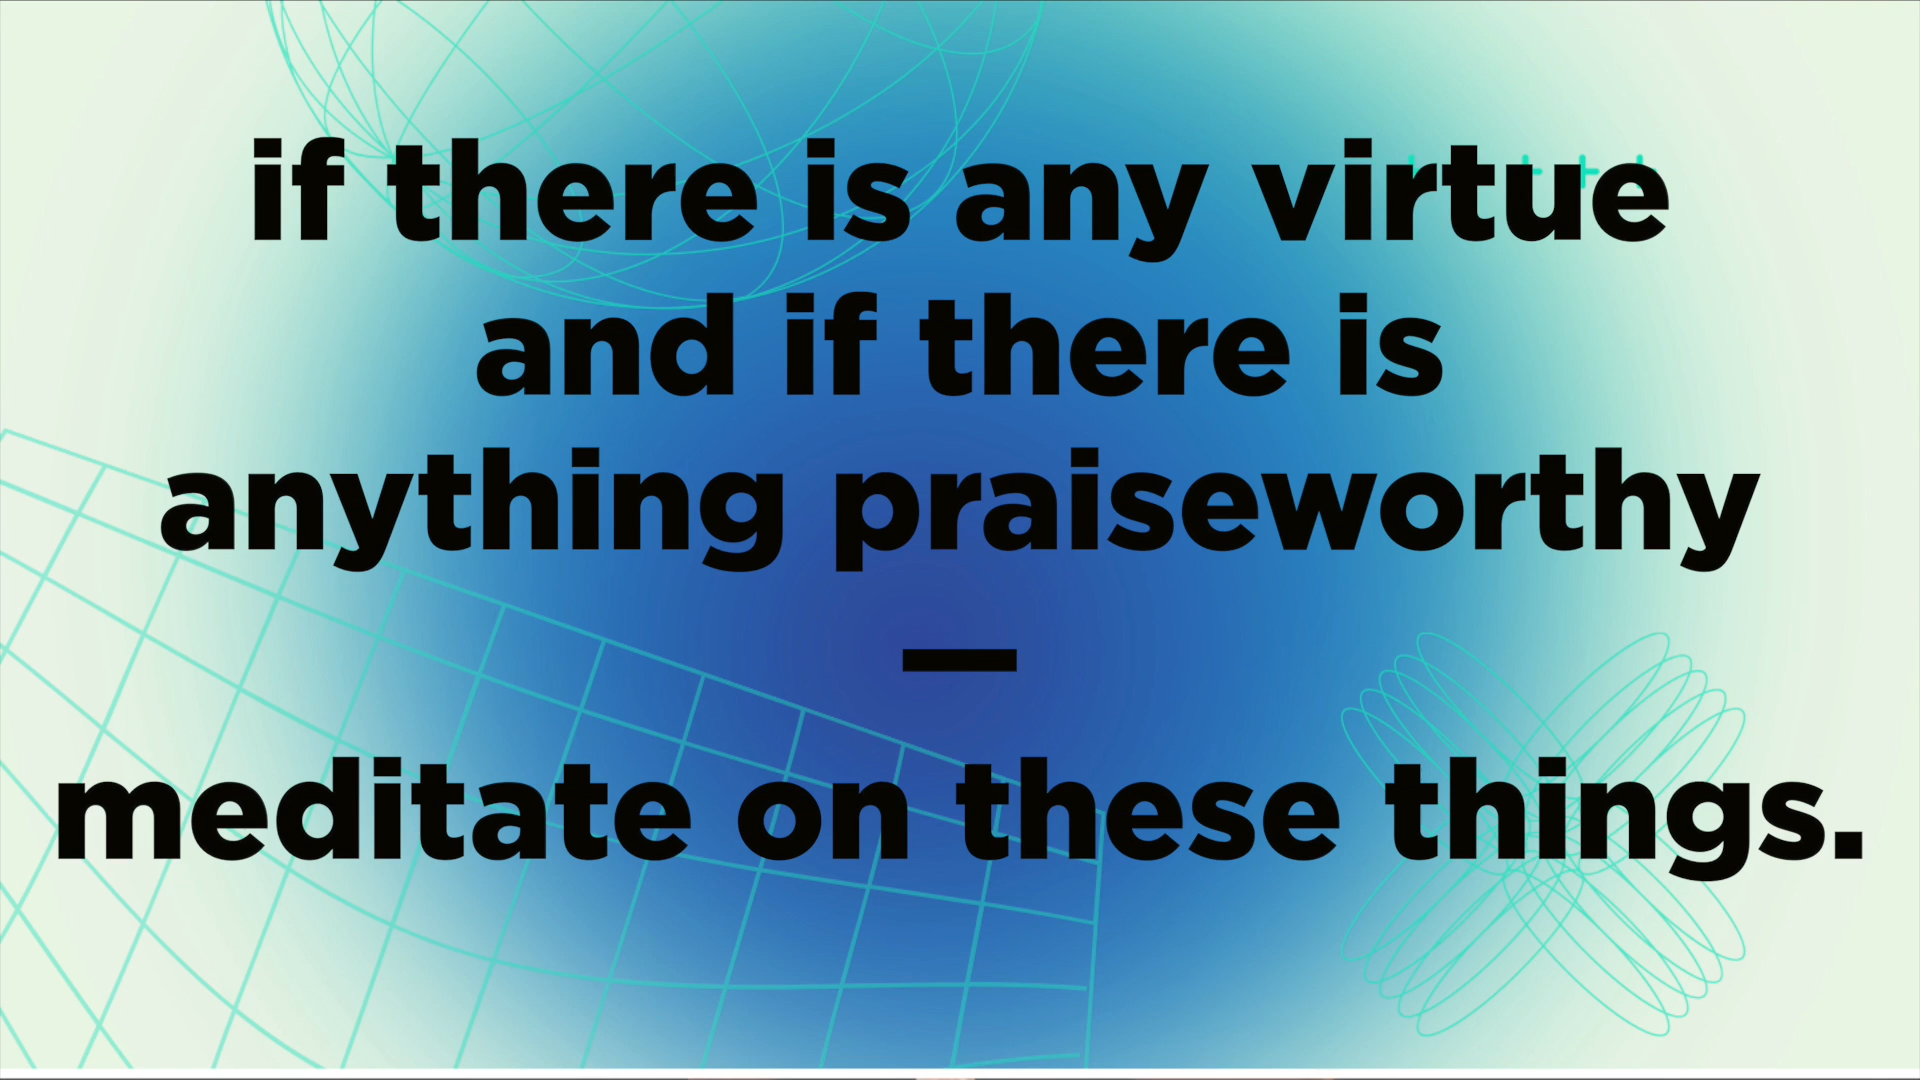 if there is any virtue
and if there is
anything praiseworthy
—
meditate on these things.